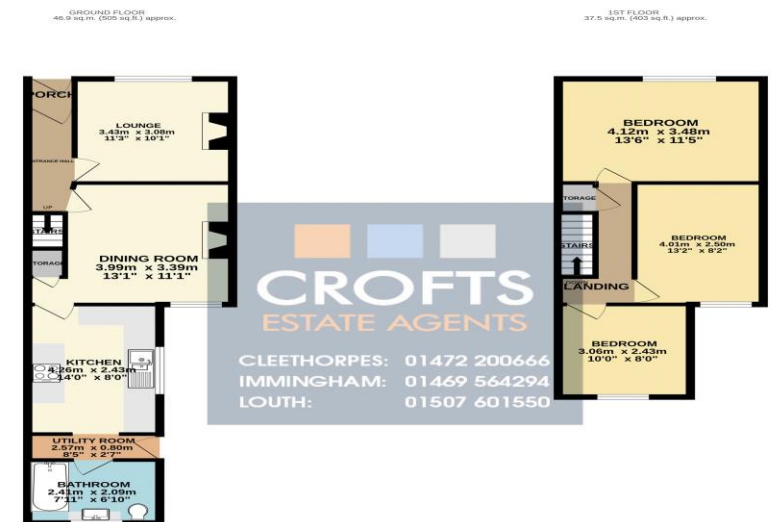 GROUND FLOOR
46.9 sq.m. (505 sq.ft.) approx.
1ST FLOOR
37.5 sq.m. (403 sq.ft.) approx.
PORCH
LOUNGE
3.43m x 3.08m
11'3" x 10'1"
ENTRANCE HALL
UP
STAIRS
STORAGE
DINING ROOM
3.99m x 3.39m
13'1" x 11'1"
KITCHEN
4.26m x 2.43m
14'0" x 8'0"
UTILITY ROOM
2.57m x 0.80m
8'5" x 2'7"
BATHROOM
2.41m x 2.09m
7'11" x 6'10"
BEDROOM
4.12m x 3.48m
13'6" x 11'5"
STORAGE
STAIRS
BEDROOM
4.01m x 2.50m
13'2" x 8'2"
DOWN
LANDING
BEDROOM
3.06m x 2.43m
10'0" x 8'0"
CROFTS
ESTATE AGENTS
CLEETHORPES: 01472 200666
IMMINGHAM: 01469 564294
LOUTH: 01507 601550